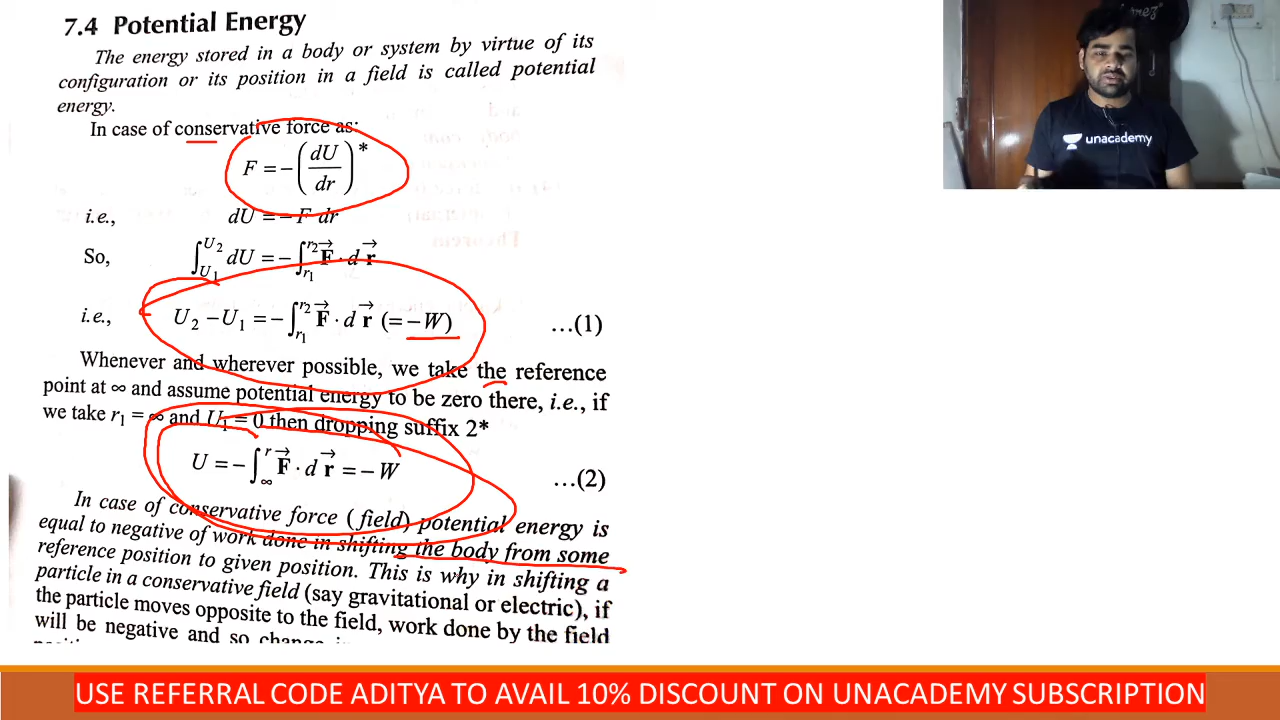 7.4 Potential Energy
The energy stored in a body or system by virtue of its
configuration or its position in a field is called potential
energy.
In case of conservative force as:
F = −(dU/dr)*
i.e., dU = − F dr
So, ∫_{U₁}^{U₂} dU = − ∫_{r₁}^{r₂} F⃗ · d r⃗
i.e., U₂ − U₁ = − ∫_{r₁}^{r₂} F⃗ · d r⃗ (= − W) ...(1)
Whenever and wherever possible, we take the reference
point at ∞ and assume potential energy to be zero there, i.e., if
we take r₁ = ∞ and U₁ = 0 then dropping suffix 2*
U = − ∫_{∞}^{r} F⃗ · d r⃗ = − W (2)
In case of conservative force (field) potential energy is
equal to negative of work done in shifting the body from some
reference position to given position. This is why in shifting a
particle in a conservative field (say gravitational or electric), if
the particle moves opposite to the field, work done by the field
will be negative and so change in
unacademy
USE REFERRAL CODE ADITYA TO AVAIL 10% DISCOUNT ON UNACADEMY SUBSCRIPTION